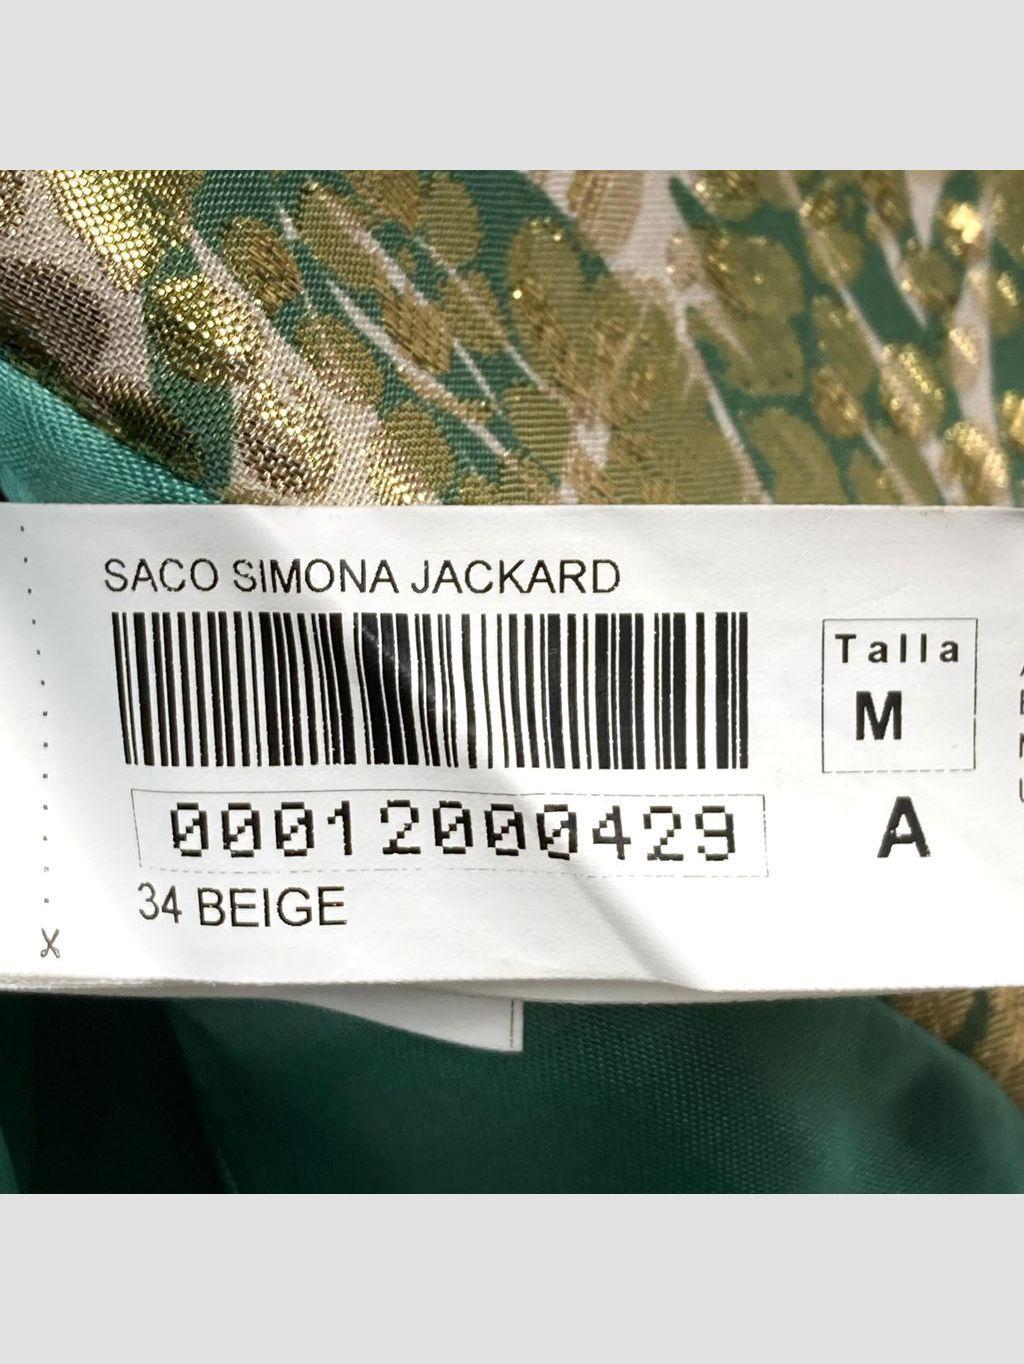 SACO SIMONA JACKARD
Talla
M
00012000429
A
34 BEIGE